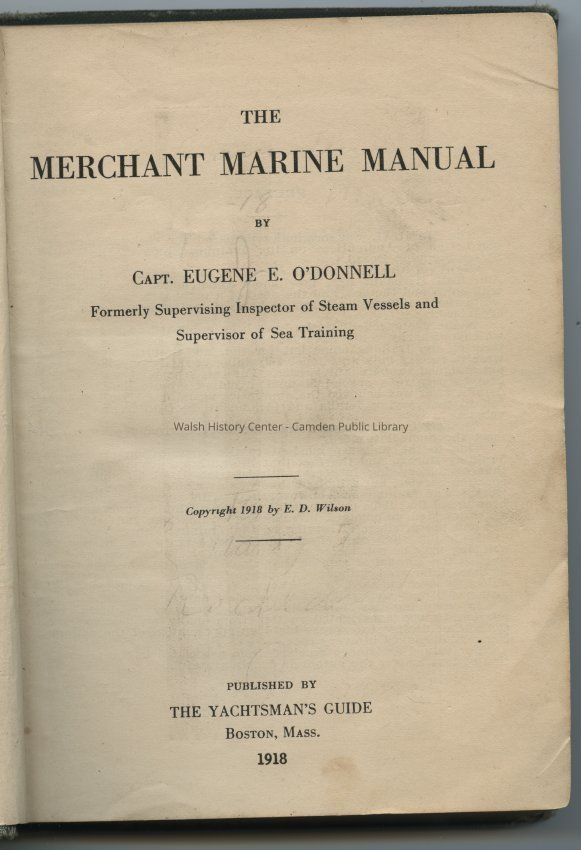 THE
MERCHANT MARINE MANUAL
BY
CAPT. EUGENE E. O'DONNELL
Formerly Supervising Inspector of Steam Vessels and
Supervisor of Sea Training
Walsh History Center - Camden Public Library
Copyright 1918 by E. D. Wilson
PUBLISHED BY
THE YACHTSMAN'S GUIDE
BOSTON, MASS.
1918